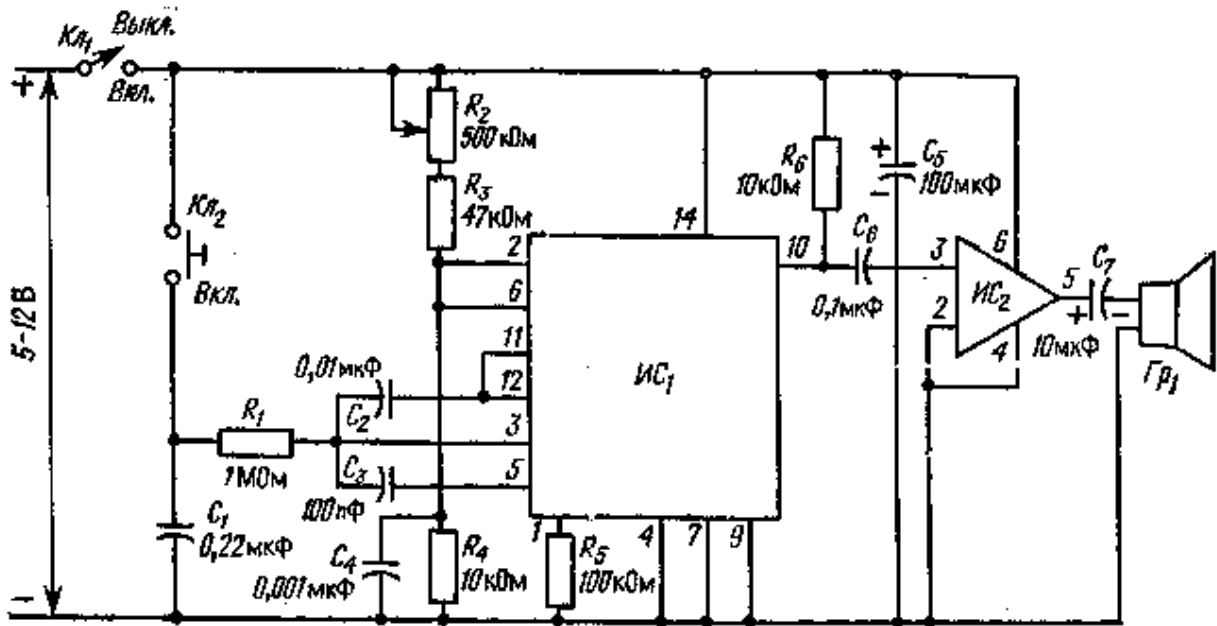 Кл₁
Выкл.
Вкл.
+
5-12 В
−
Кл₂
Вкл.
R₁
1 МОм
C₁
0,22 мкФ
R₂
500 кОм
R₃
47 кОм
0,01 мкФ
C₂
C₃
100 пФ
C₄
0,001 мкФ
R₄
10 кОм
R₅
100 кОм
2
6
11
12
3
5
1
4
7
9
14
10
ИС₁
R₆
10 кОм
C₆
0,1 мкФ
+
C₅
−
100 мкФ
3
2
6
4
5
ИС₂
C₇
+
−
10 мкФ
Гр₁